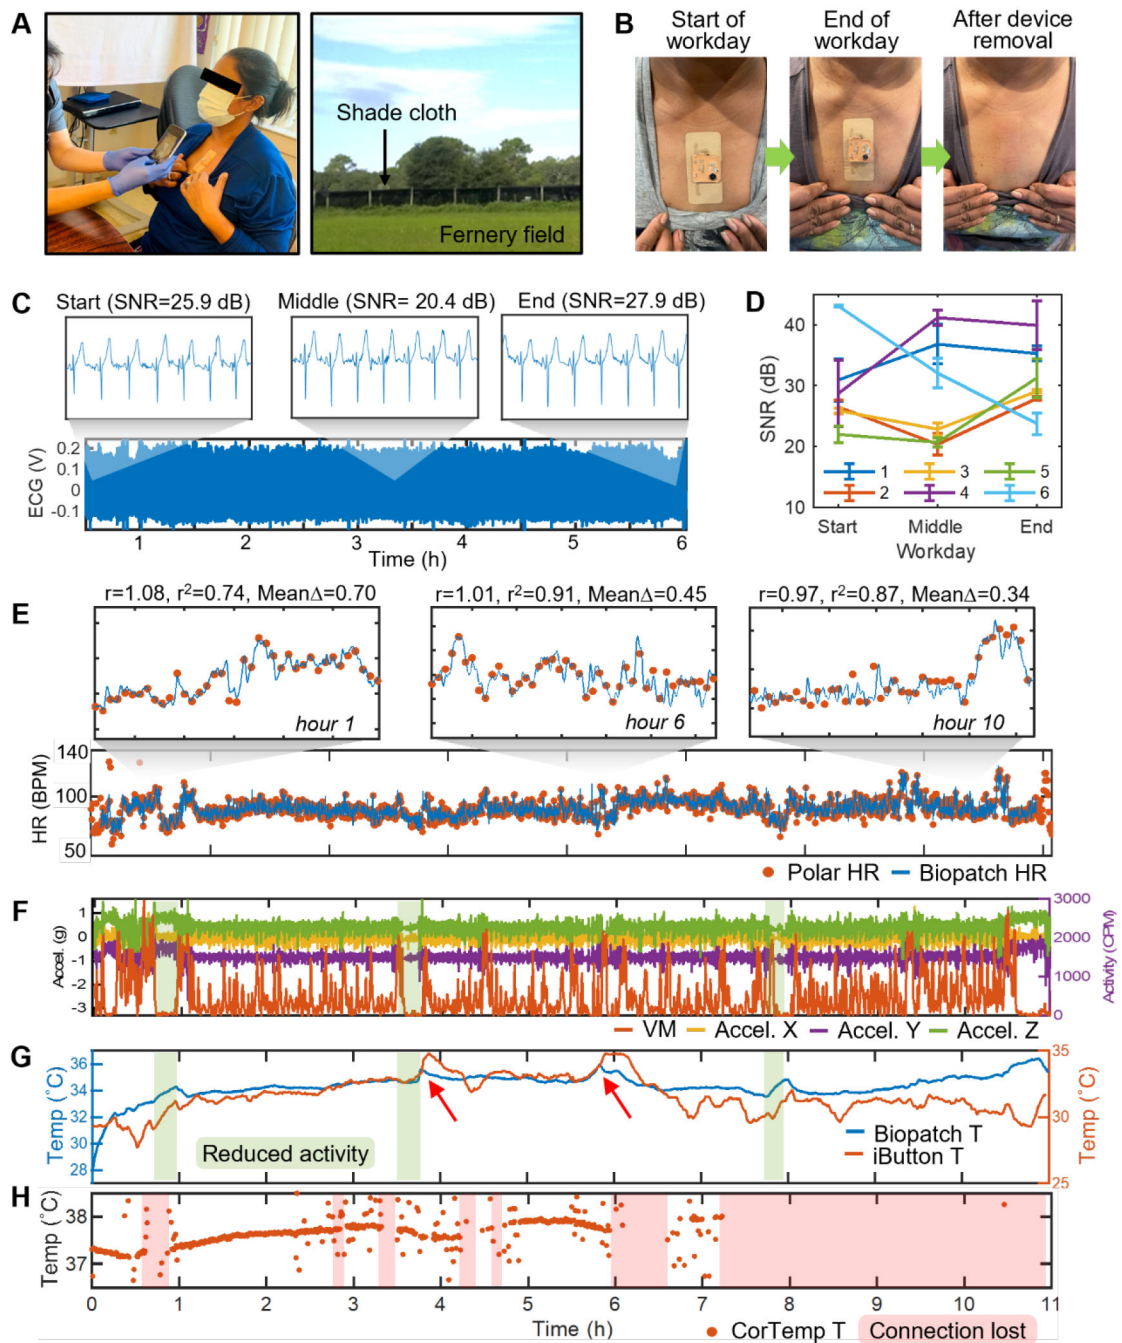 A
Shade cloth
Fernery field
B
Start of workday
End of workday
After device removal
C
Start (SNR=25.9 dB)
Middle (SNR= 20.4 dB)
End (SNR=27.9 dB)
ECG (V)
0.2
0.1
0
-0.1
1
2
3
4
5
6
Time (h)
D
SNR (dB)
40
30
20
10
1
2
3
4
5
6
Start
Middle
End
Workday
E
r=1.08, r²=0.74, MeanΔ=0.70
r=1.01, r²=0.91, MeanΔ=0.45
r=0.97, r²=0.87, MeanΔ=0.34
hour 1
hour 6
hour 10
HR (BPM)
140
100
50
Polar HR
Biopatch HR
F
Accel. (g)
1
0
-1
-2
-3
3000
2000
1000
0
Activity (CPM)
VM
Accel. X
Accel. Y
Accel. Z
G
Temp (°C)
36
34
32
30
28
35
30
25
Temp (°C)
Reduced activity
Biopatch T
iButton T
H
Temp (°C)
38
37
0
1
2
3
4
5
6
7
8
9
10
11
Time (h)
CorTemp T
Connection lost